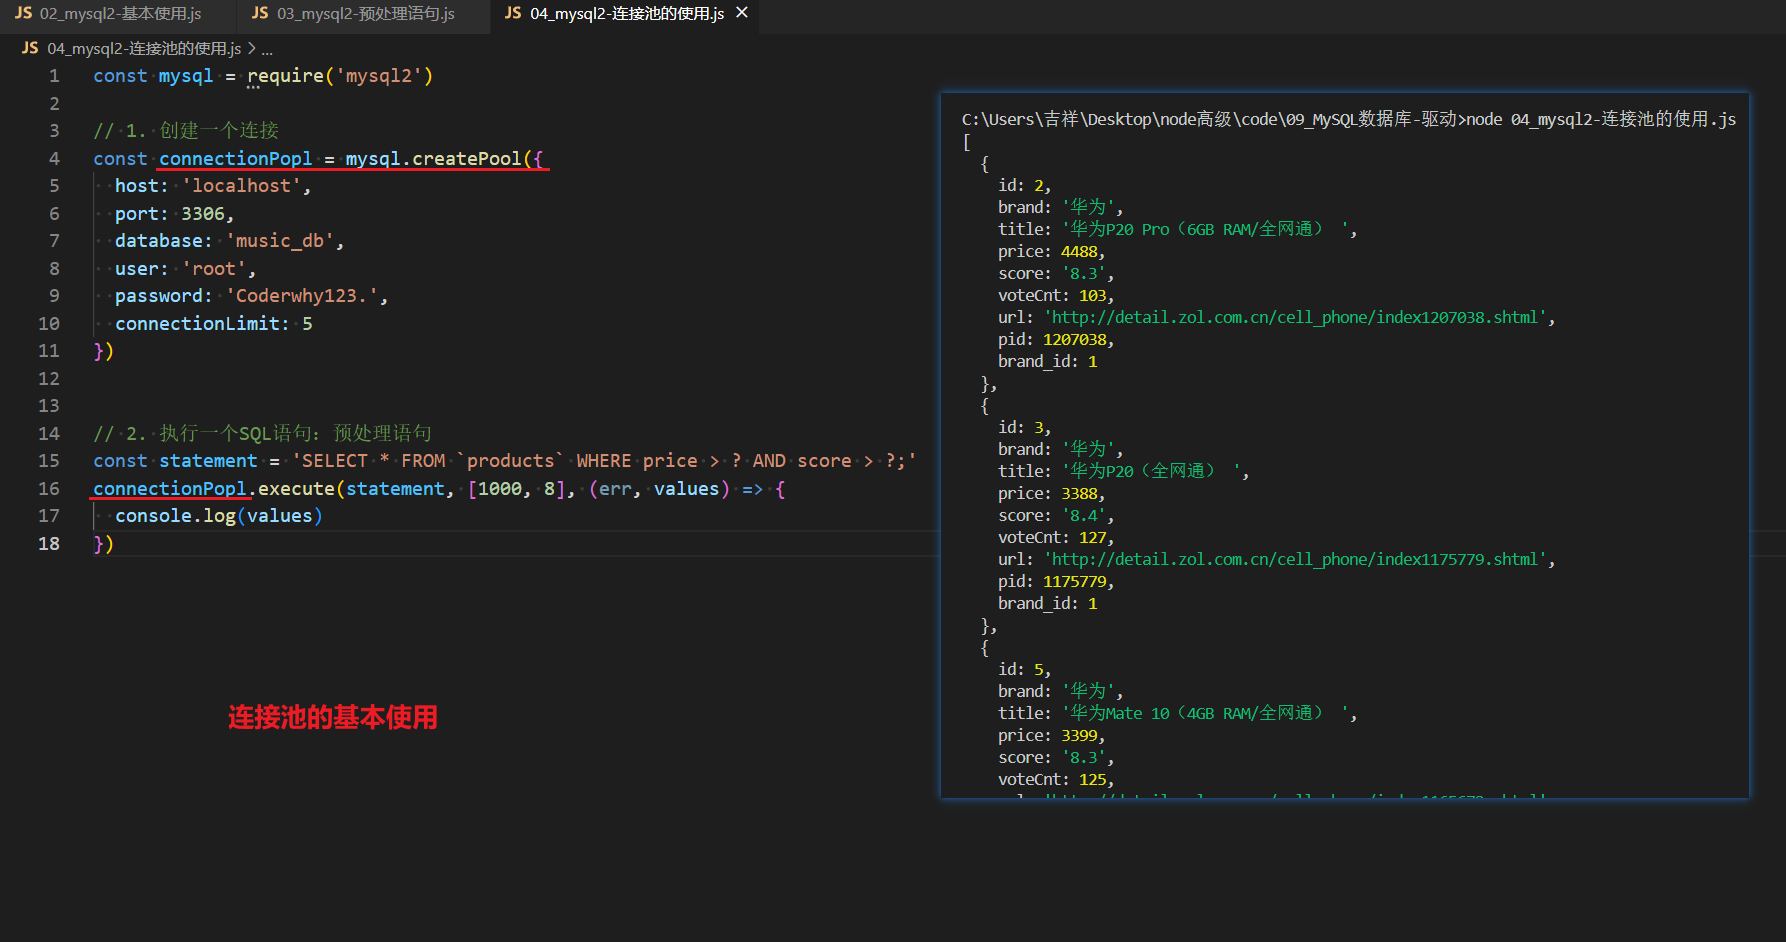 JS 02_mysql2-基本使用.js JS 03_mysql2-预处理语句.js JS 04_mysql2-连接池的使用.js ×
JS 04_mysql2-连接池的使用.js > ...
1 const mysql = require('mysql2')
2
3 // 1. 创建一个连接
4 const connectionPopl = mysql.createPool({
5 host: 'localhost',
6 port: 3306,
7 database: 'music_db',
8 user: 'root',
9 password: 'Coderwhy123.',
10 connectionLimit: 5
11 })
12
13
14 // 2. 执行一个SQL语句: 预处理语句
15 const statement = 'SELECT * FROM `products` WHERE price > ? AND score > ?;'
16 connectionPopl.execute(statement, [1000, 8], (err, values) => {
17 console.log(values)
18 })
连接池的基本使用
C:\Users\吉祥\Desktop\node高级\code\09_MySQL数据库-驱动>node 04_mysql2-连接池的使用.js
[
{
id: 2,
brand: '华为',
title: '华为P20 Pro（6GB RAM/全网通） ',
price: 4488,
score: '8.3',
voteCnt: 103,
url: 'http://detail.zol.com.cn/cell_phone/index1207038.shtml',
pid: 1207038,
brand_id: 1
},
{
id: 3,
brand: '华为',
title: '华为P20（全网通） ',
price: 3388,
score: '8.4',
voteCnt: 127,
url: 'http://detail.zol.com.cn/cell_phone/index1175779.shtml',
pid: 1175779,
brand_id: 1
},
{
id: 5,
brand: '华为',
title: '华为Mate 10（4GB RAM/全网通） ',
price: 3399,
score: '8.3',
voteCnt: 125,